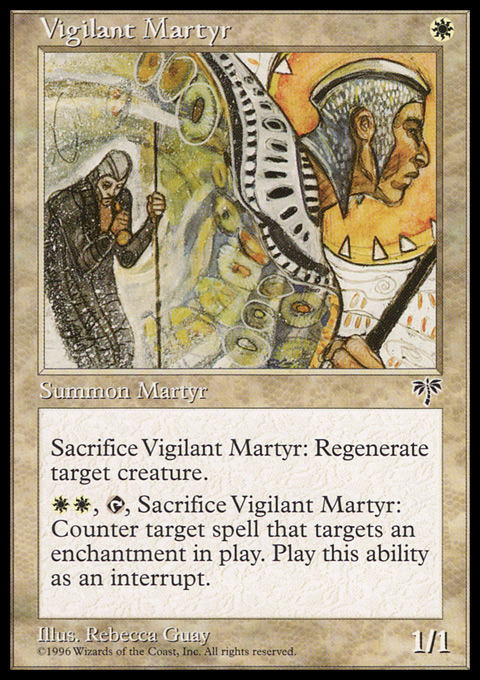 Vigilant Martyr
Summon Martyr
Sacrifice Vigilant Martyr: Regenerate
target creature.
, , Sacrifice Vigilant Martyr:
Counter target spell that targets an
enchantment in play. Play this ability
as an interrupt.
Illus. Rebecca Guay
1/1
©1996 Wizards of the Coast, Inc. All rights reserved.